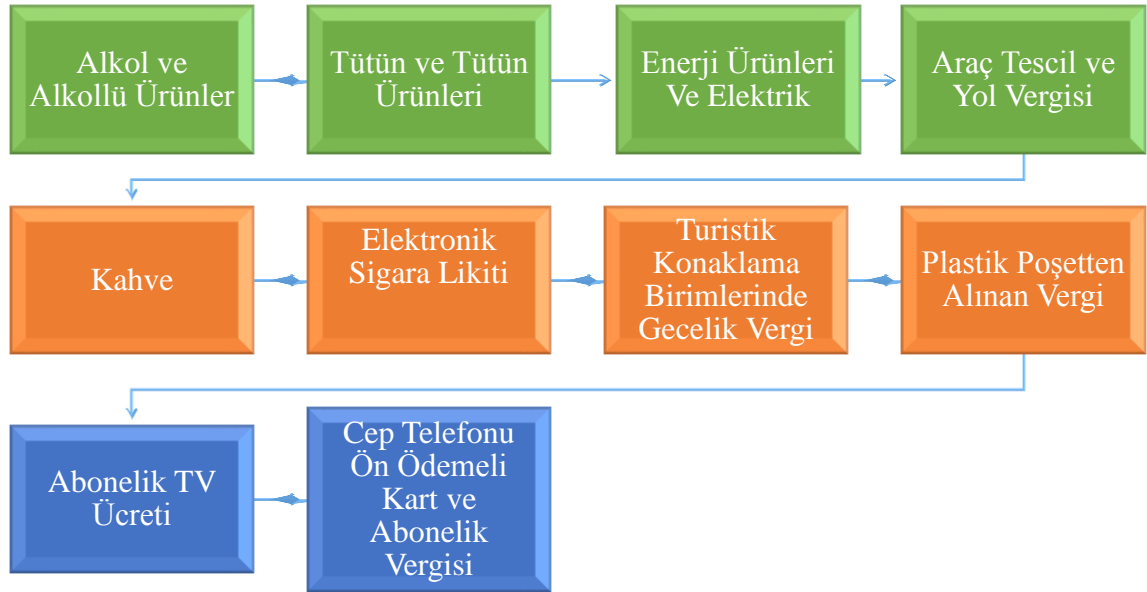 Alkol ve
Alkollü Ürünler
Tütün ve Tütün
Ürünleri
Enerji Ürünleri
Ve Elektrik
Araç Tescil ve
Yol Vergisi
Kahve
Elektronik
Sigara Likiti
Turistik
Konaklama
Birimlerinde
Gecelik Vergi
Plastik Poşetten
Alınan Vergi
Abonelik TV
Ücreti
Cep Telefonu
Ön Ödemeli
Kart ve
Abonelik
Vergisi